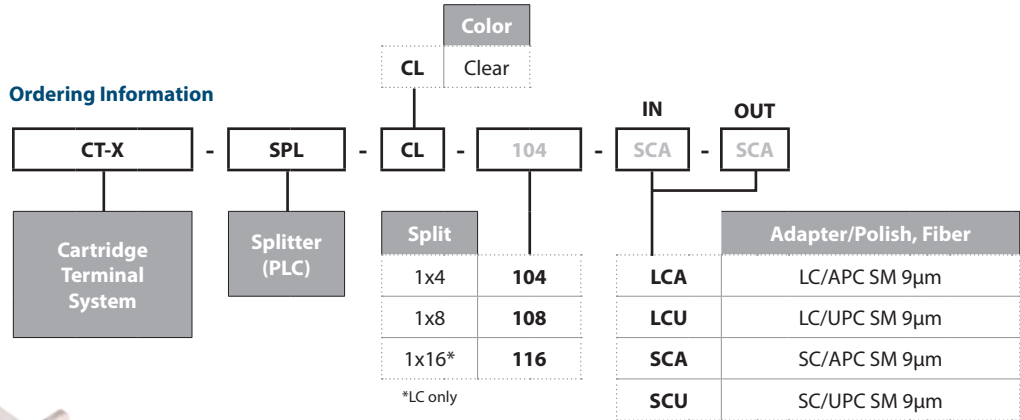 Color
CL Clear
Ordering Information
IN OUT
CT-X - SPL - CL - 104 - SCA - SCA
Cartridge
Terminal
System
Splitter
(PLC)
Split
1x4 104
1x8 108
1x16* 116
*LC only
Adapter/Polish, Fiber
LCA LC/APC SM 9µm
LCU LC/UPC SM 9µm
SCA SC/APC SM 9µm
SCU SC/UPC SM 9µm